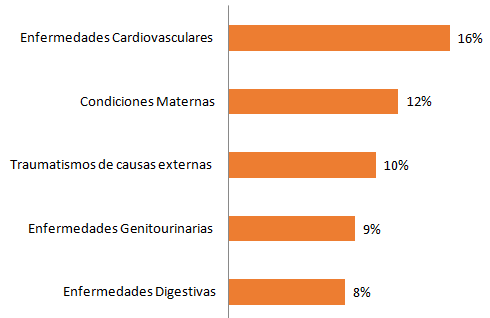 Enfermedades Cardiovasculares 16%
Condiciones Maternas 12%
Traumatismos de causas externas 10%
Enfermedades Genitourinarias 9%
Enfermedades Digestivas 8%